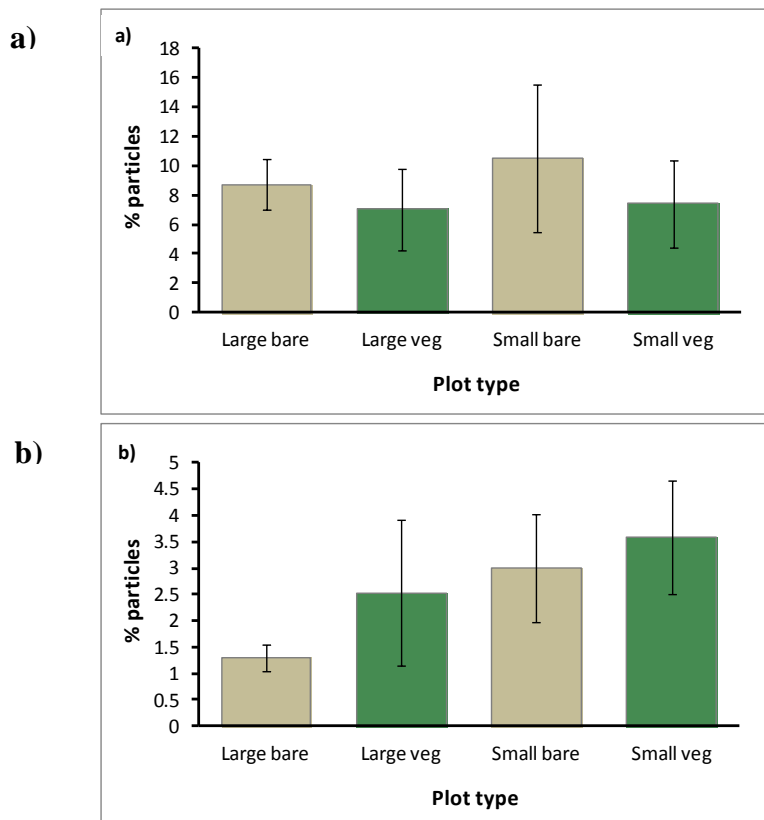 a)
a)
18
16
14
12
10
8
6
4
2
0
% particles
Large bare Large veg Small bare Small veg
Plot type
b)
b)
5
4.5
4
3.5
3
2.5
2
1.5
1
0.5
0
% particles
Large bare Large veg Small bare Small veg
Plot type